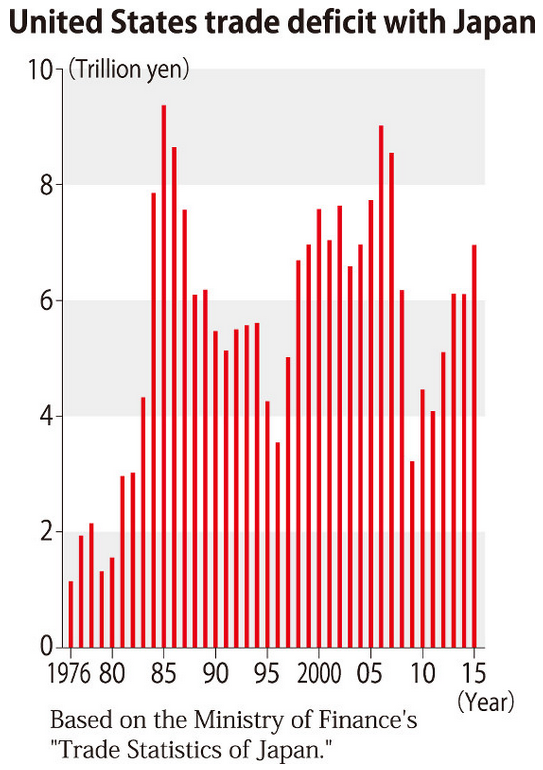 United States trade deficit with Japan
10 (Trillion yen)
8
6
4
2
0
1976 80 85 90 95 2000 05 10 15
(Year)
Based on the Ministry of Finance's
"Trade Statistics of Japan."